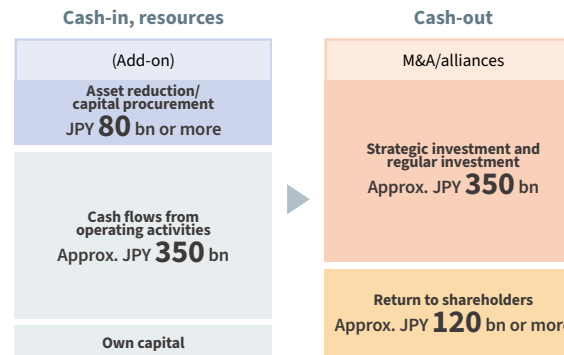 Cash-in, resources
(Add-on)
Asset reduction/
capital procurement
JPY 80 bn or more
Cash flows from
operating activities
Approx. JPY 350 bn
Own capital
Cash-out
M&A/alliances
Strategic investment and
regular investment
Approx. JPY 350 bn
Return to shareholders
Approx. JPY 120 bn or more